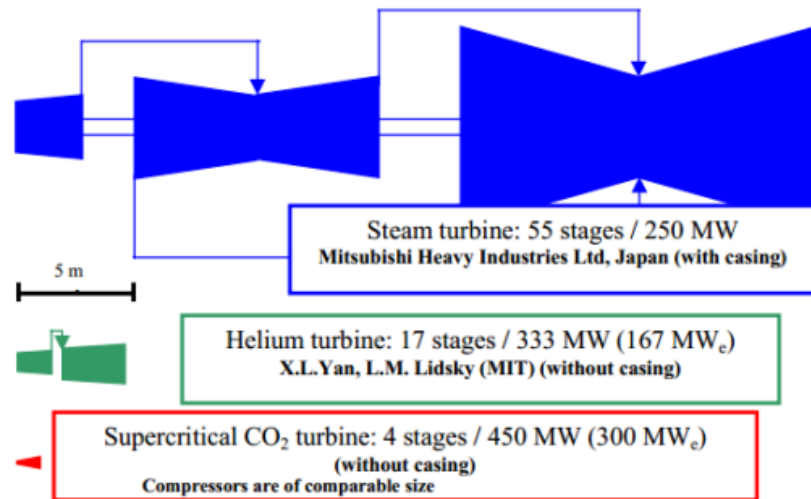 Steam turbine: 55 stages / 250 MW
Mitsubishi Heavy Industries Ltd, Japan (with casing)
5 m
Helium turbine: 17 stages / 333 MW (167 MWₑ)
X.L.Yan, L.M. Lidsky (MIT) (without casing)
Supercritical CO₂ turbine: 4 stages / 450 MW (300 MWₑ)
(without casing)
Compressors are of comparable size